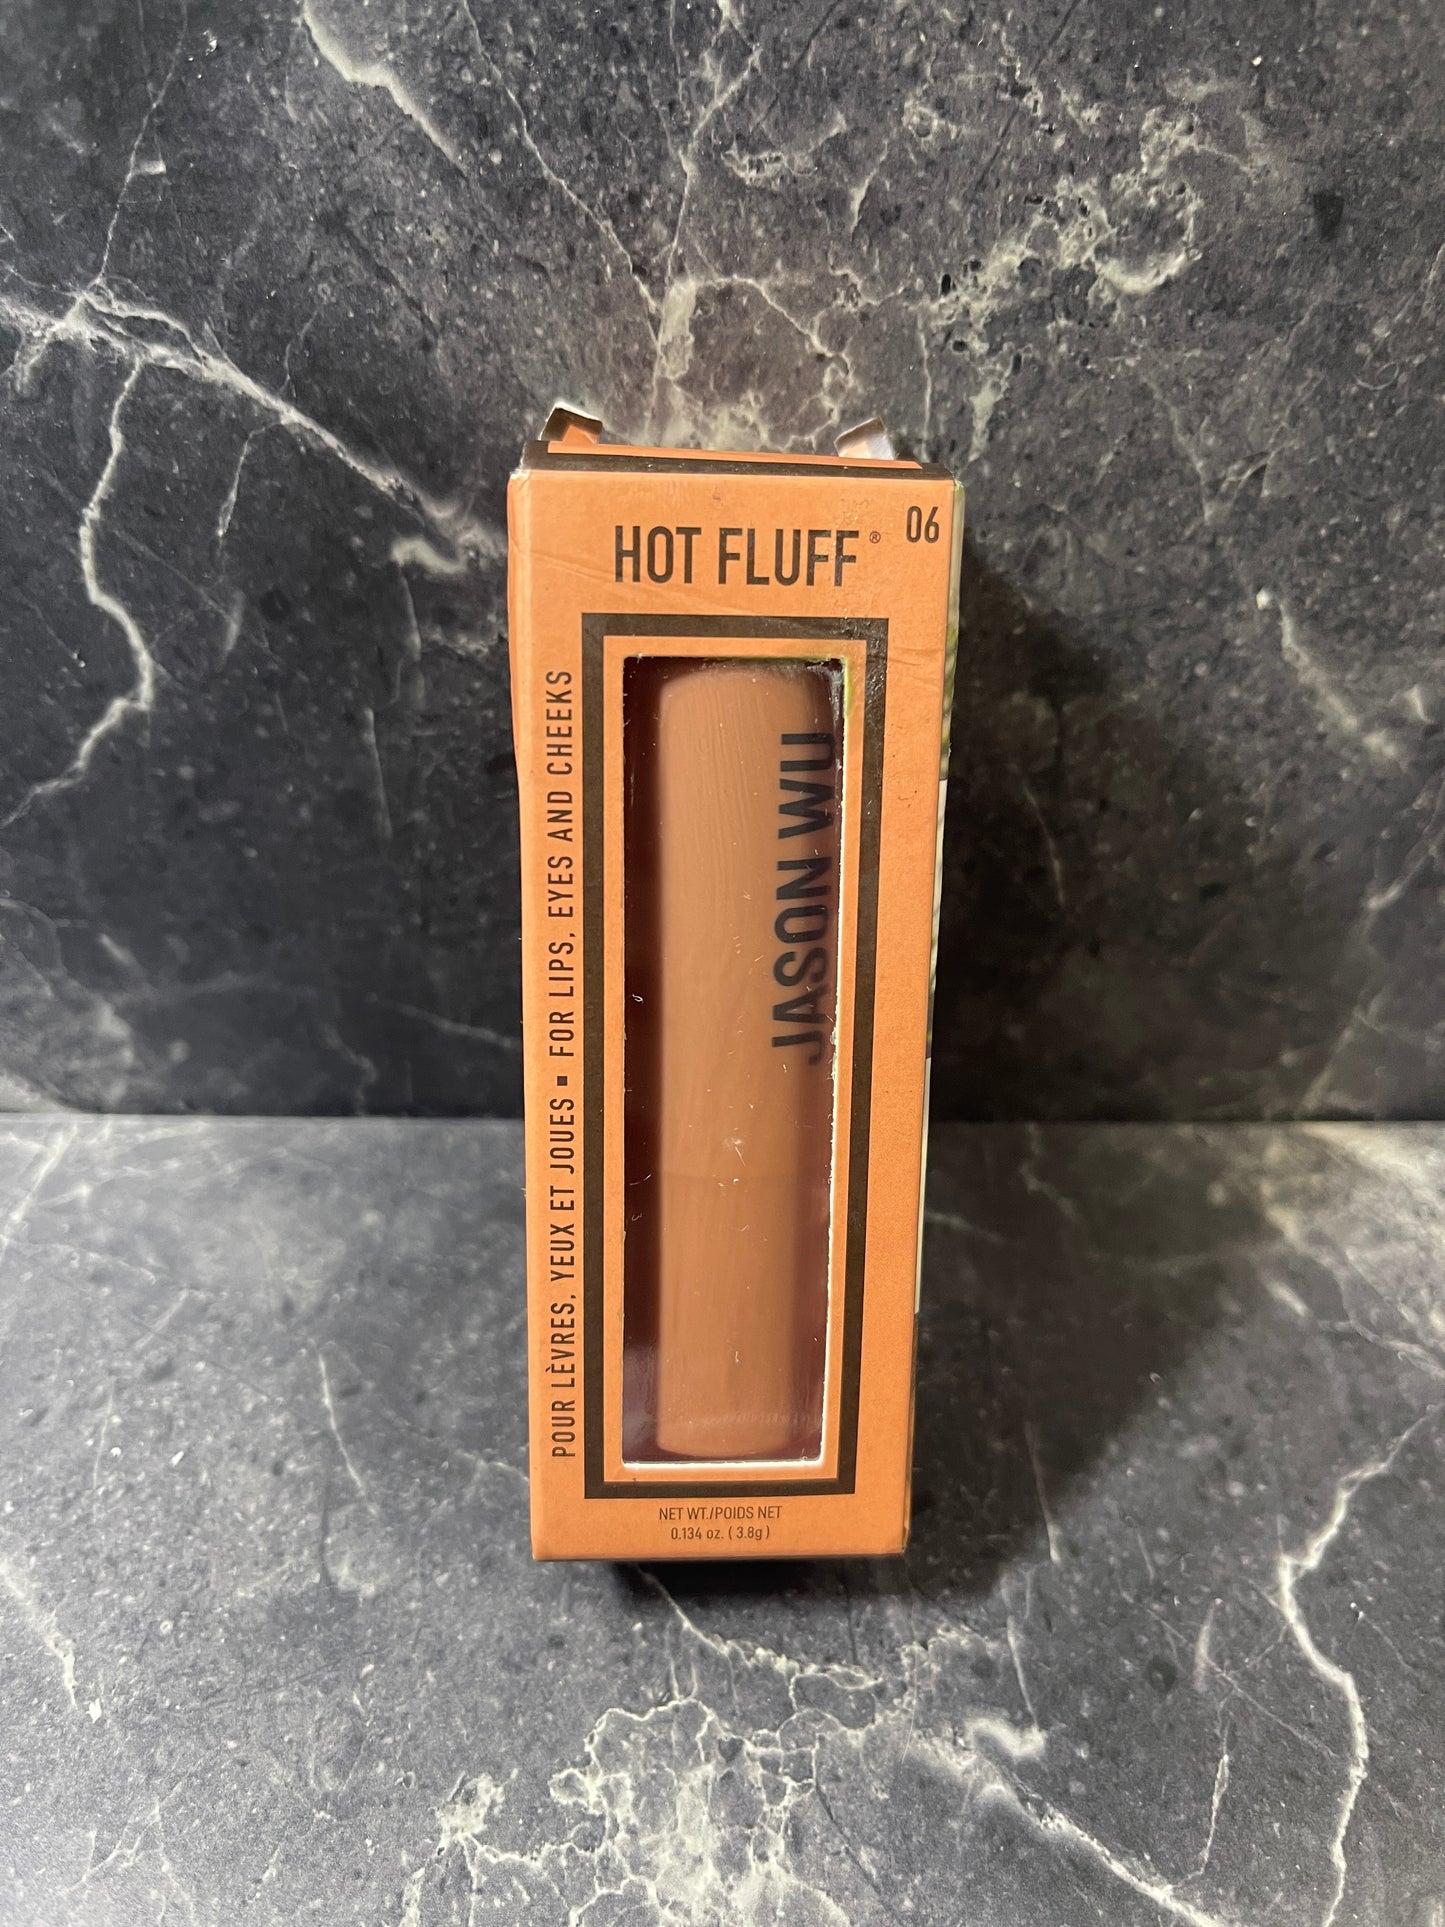 HOT FLUFF®
06
POUR LÈVRES, YEUX ET JOUES ▪ FOR LIPS, EYES AND CHEEKS
JASON WU
NET WT./POIDS NET
0.134 oz. ( 3.8g )